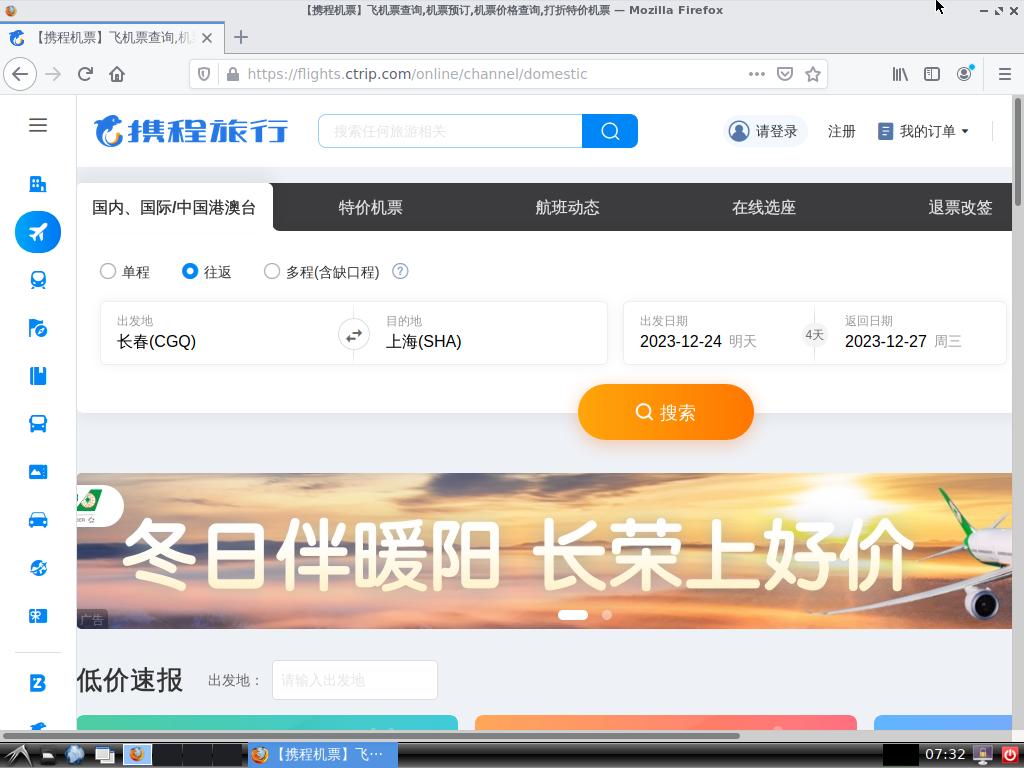 【携程机票】飞机票查询,机票预订,机票价格查询,打折特价机票 — Mozilla Firefox
【携程机票】飞机票查询,机
https://flights.ctrip.com/online/channel/domestic
携程旅行
搜索任何旅游相关
请登录
注册
我的订单
国内、国际/中国港澳台
特价机票
航班动态
在线选座
退票改签
单程
往返
多程(含缺口程)
?
出发地
目的地
出发日期
返回日期
长春(CGQ)
上海(SHA)
2023-12-24 明天
4天
2023-12-27 周三
搜索
冬日伴暖阳 长荣上好价
广告
低价速报
出发地：
请输入出发地
【携程机票】飞…
07:32